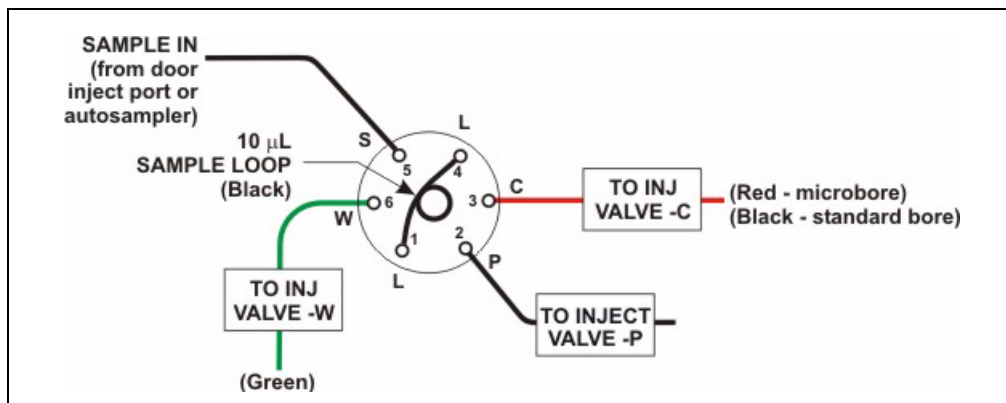 SAMPLE IN
(from door
inject port or
autosampler)
10 μL
SAMPLE LOOP
(Black)
S
L
5
4
W
6
3
C
1
2
L
P
TO INJ
VALVE -C
(Red - microbore)
(Black - standard bore)
TO INJ
VALVE -W
TO INJECT
VALVE -P
(Green)